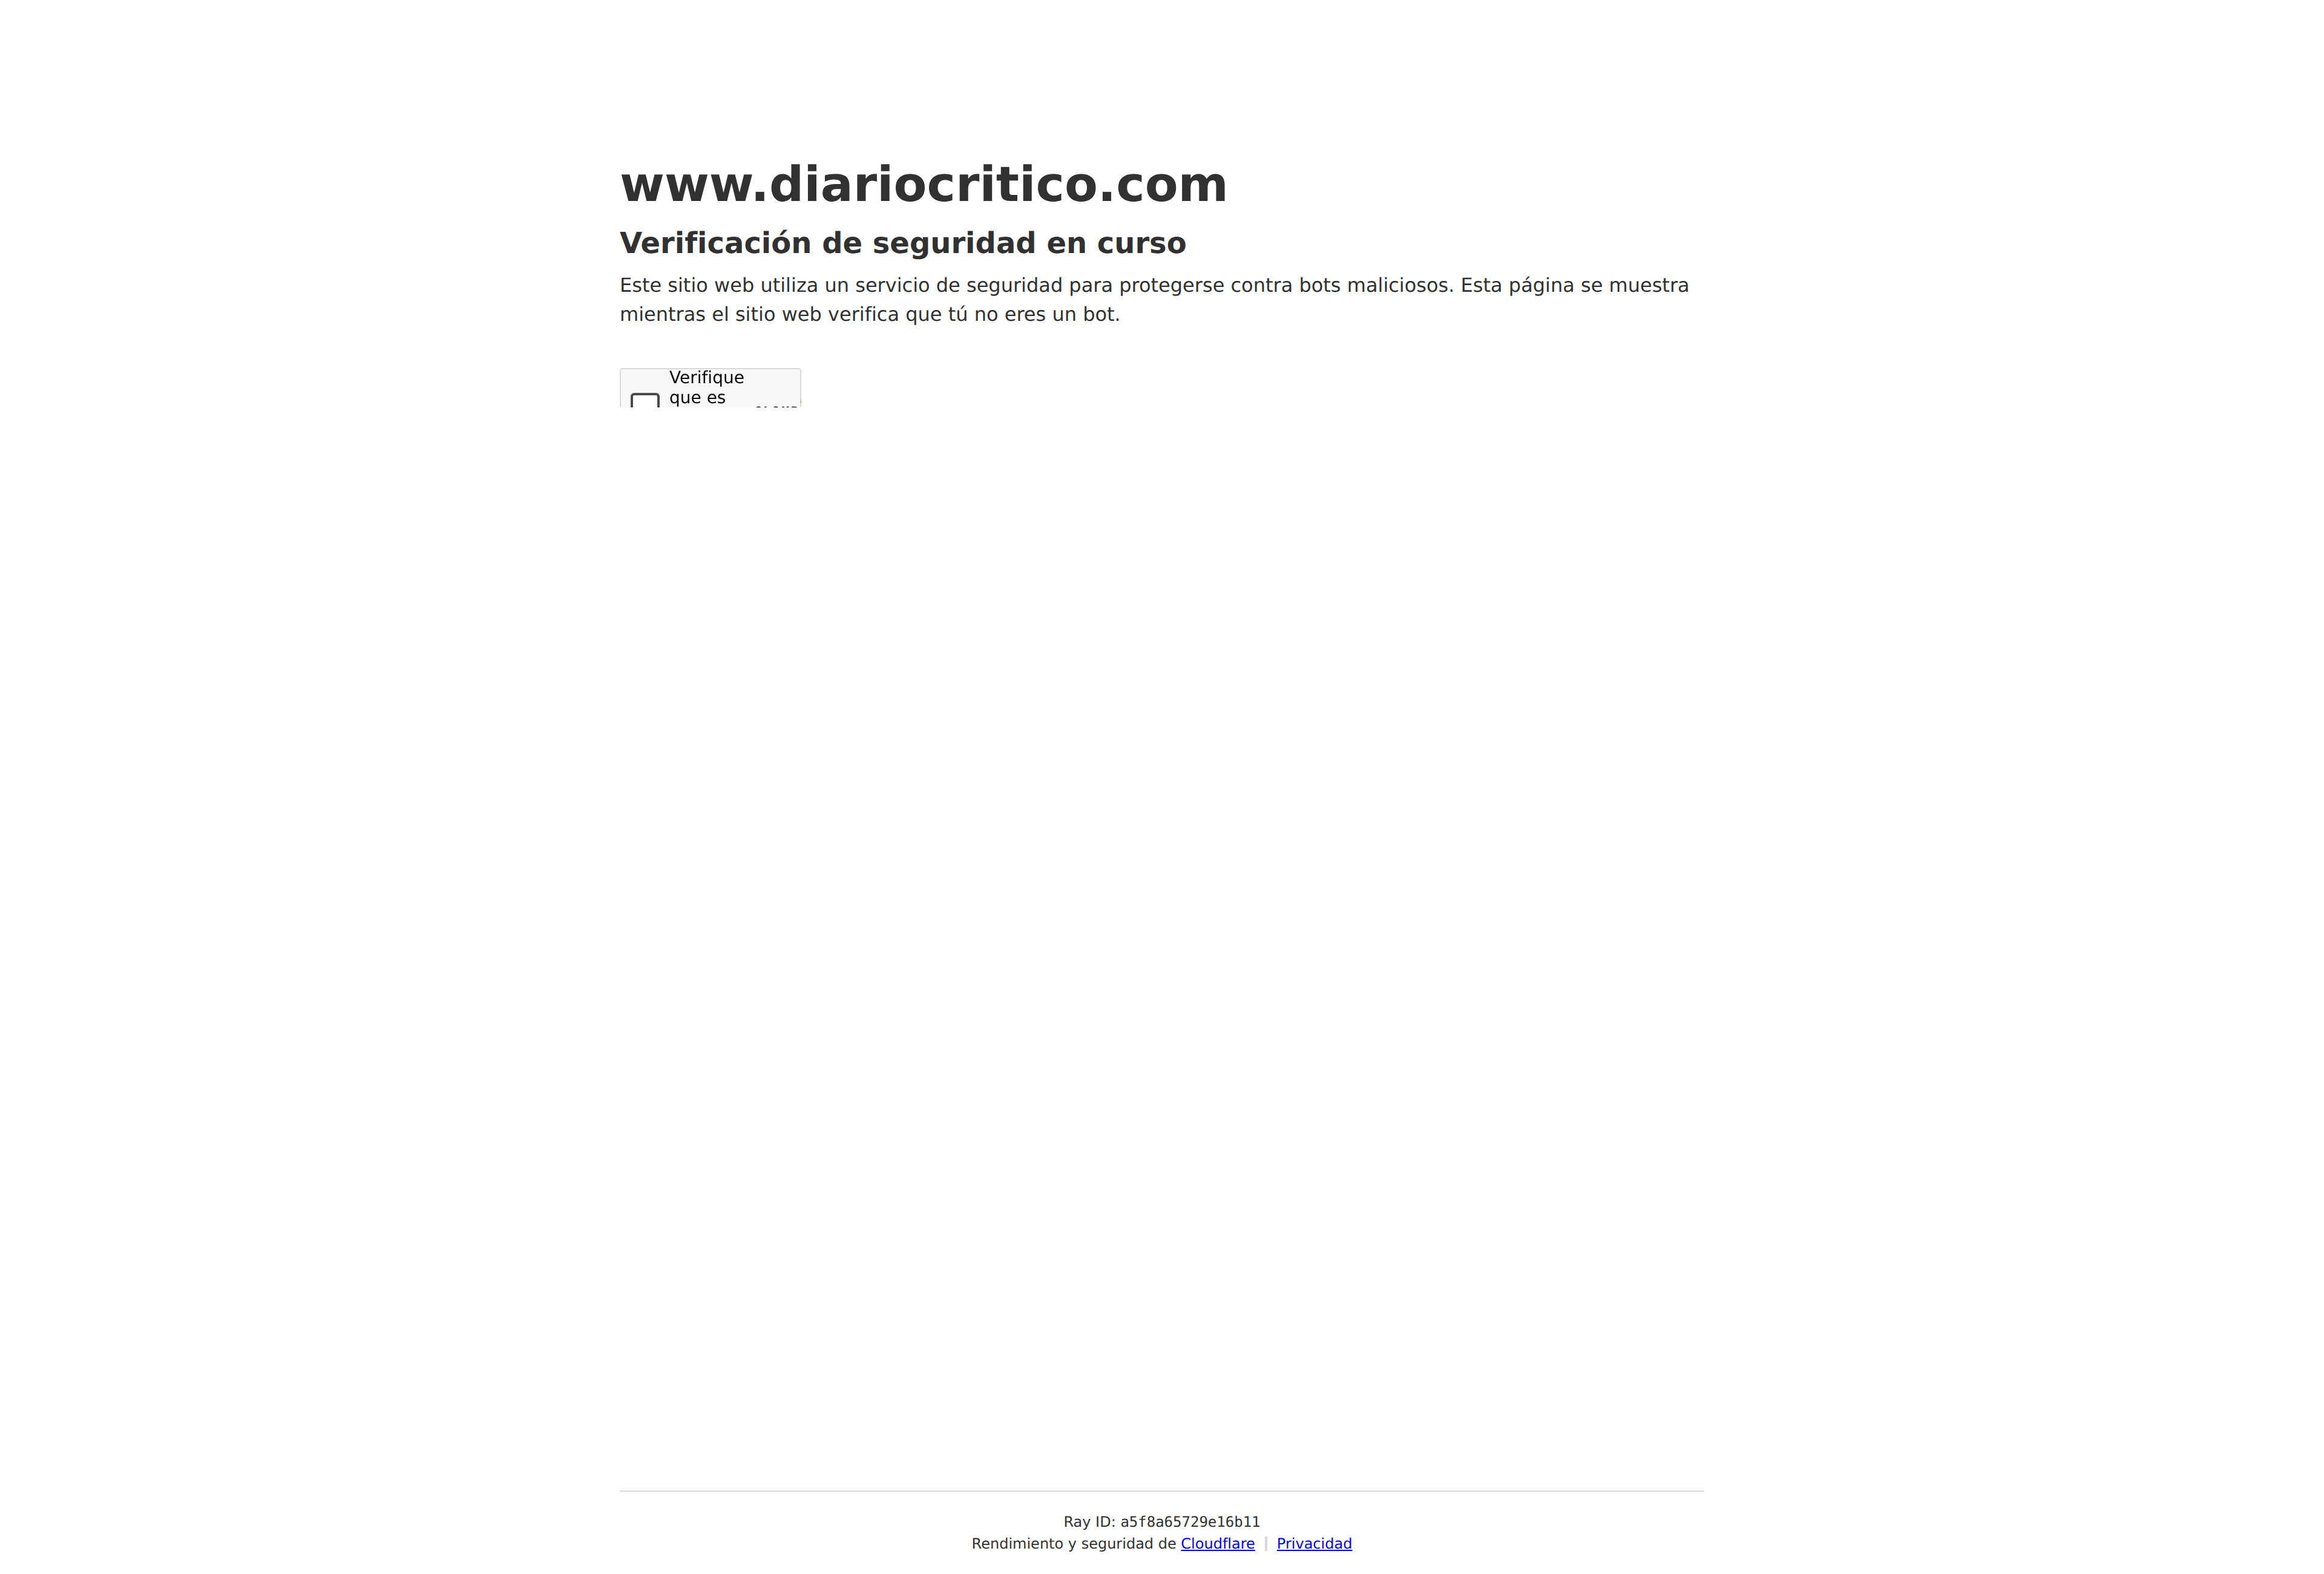 www.diariocritico.com
Verificación de seguridad en curso
Este sitio web utiliza un servicio de seguridad para protegerse contra bots maliciosos. Esta página se muestra
mientras el sitio web verifica que tú no eres un bot.
Verifique
que es
Ray ID: a5f8a65729e16b11
Rendimiento y seguridad de Cloudflare | Privacidad